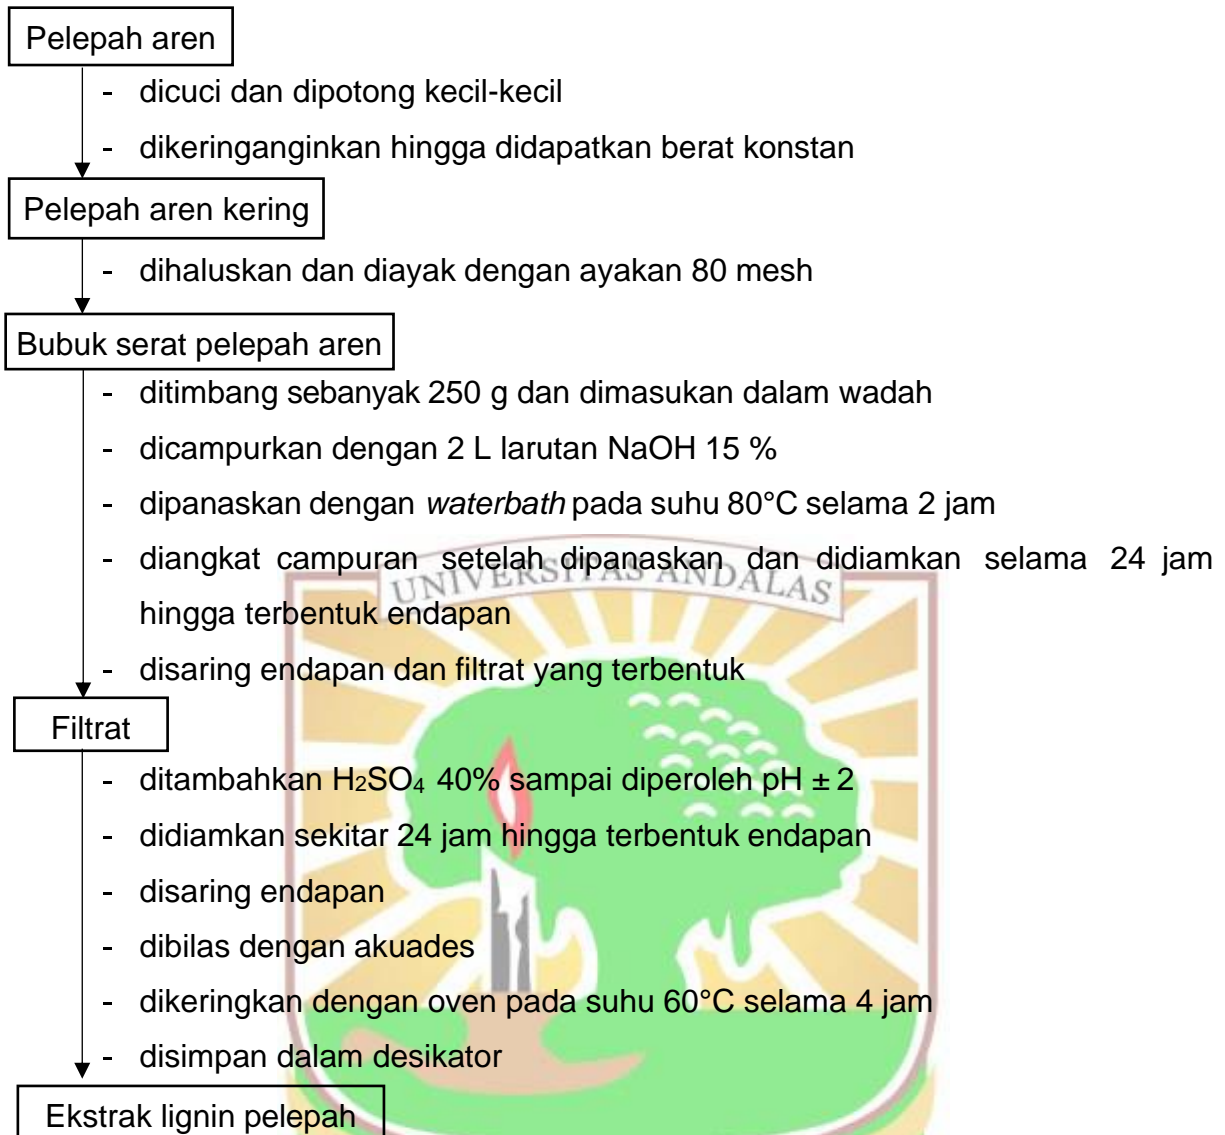 Pelepah aren
- dicuci dan dipotong kecil-kecil
- dikeringanginkan hingga didapatkan berat konstan
Pelepah aren kering
- dihaluskan dan diayak dengan ayakan 80 mesh
Bubuk serat pelepah aren
- ditimbang sebanyak 250 g dan dimasukan dalam wadah
- dicampurkan dengan 2 L larutan NaOH 15 %
- dipanaskan dengan waterbath pada suhu 80°C selama 2 jam
- diangkat campuran setelah dipanaskan dan didiamkan selama 24 jam
hingga terbentuk endapan
UNIVERSITAS ANDALAS
- disaring endapan dan filtrat yang terbentuk
Filtrat
- ditambahkan H₂SO₄ 40% sampai diperoleh pH ± 2
- didiamkan sekitar 24 jam hingga terbentuk endapan
- disaring endapan
- dibilas dengan akuades
- dikeringkan dengan oven pada suhu 60°C selama 4 jam
- disimpan dalam desikator
Ekstrak lignin pelepah